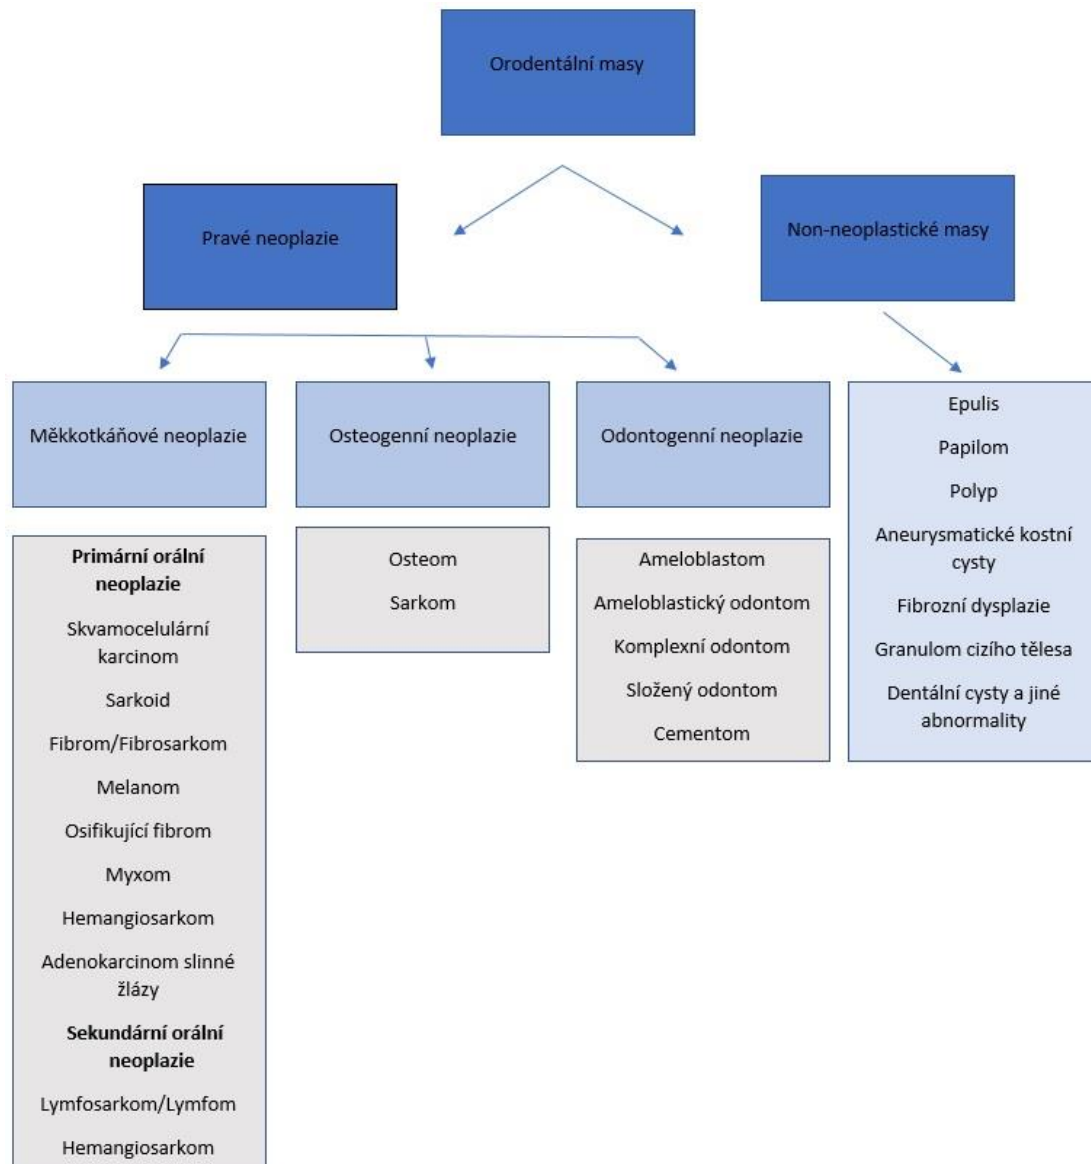 Orodentální masy
Pravé neoplazie
Non-neoplastické masy
Měkkotkáňové neoplazie
Osteogenní neoplazie
Odontogenní neoplazie
Epulis
Papilom
Polyp
Aneurysmatické kostní
cysty
Fibrozní dysplazie
Granulom cizího tělesa
Dentální cysty a jiné
abnormality
Primární orální
neoplazie
Skvamocelulární
karcinom
Sarkoid
Fibrom/Fibrosarkom
Melanom
Osifikující fibrom
Myxom
Hemangiosarkom
Adenokarcinom slinné
žlázy
Sekundární orální
neoplazie
Lymfosarkom/Lymfom
Hemangiosarkom
Osteom
Sarkom
Ameloblastom
Ameloblastický odontom
Komplexní odontom
Složený odontom
Cementom